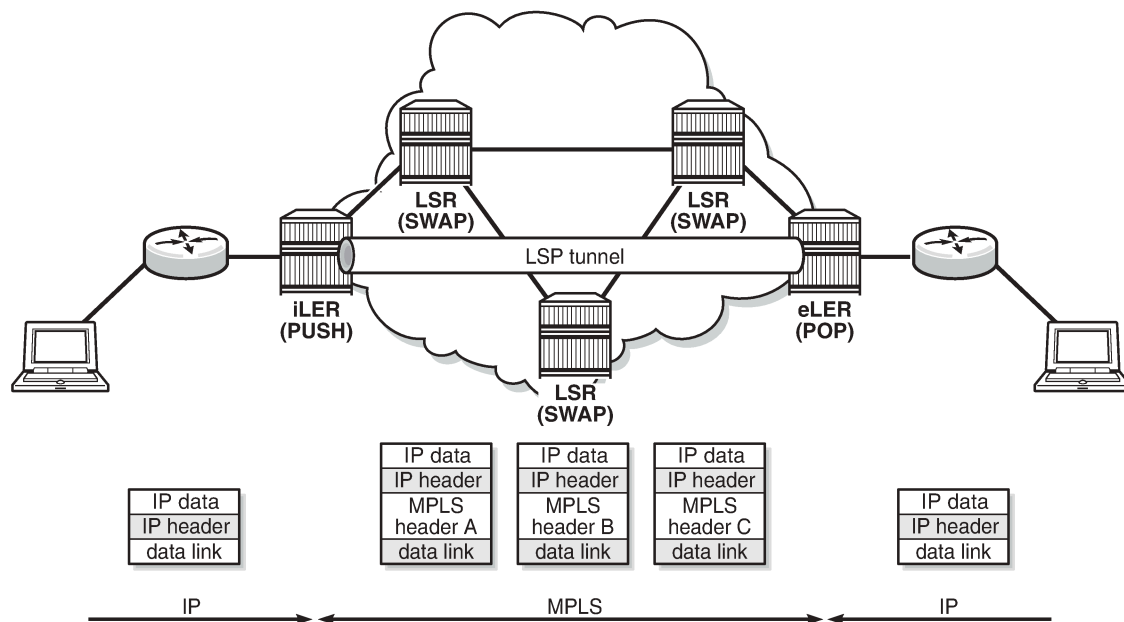 LSR
(SWAP)
LSR
(SWAP)
LSP tunnel
iLER
(PUSH)
eLER
(POP)
LSR
(SWAP)
IP data
IP header
data link
IP data
IP header
MPLS
header A
data link
IP data
IP header
MPLS
header B
data link
IP data
IP header
MPLS
header C
data link
IP data
IP header
data link
IP
MPLS
IP